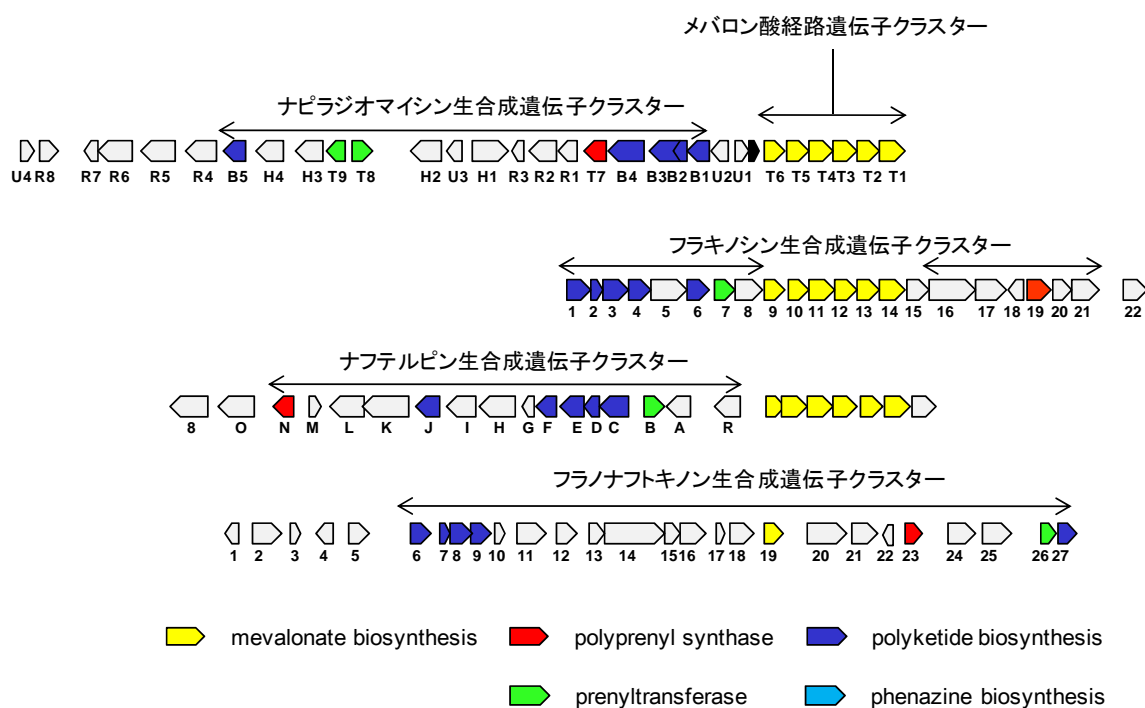 メバロン酸経路遺伝子クラスター
ナピラジオマイシン生合成遺伝子クラスター
U4 R8 R7 R6 R5 R4 B5 H4 H3 T9 T8 H2 U3 H1 R3 R2 R1 T7 B4 B3 B2 B1 U2 U1 T6 T5 T4 T3 T2 T1
フラキノシン生合成遺伝子クラスター
1 2 3 4 5 6 7 8 9 10 11 12 13 14 15 16 17 18 19 20 21 22
ナフテルピン生合成遺伝子クラスター
8 O N M L K J I H G F E D C B A R
フラノナフトキノン生合成遺伝子クラスター
1 2 3 4 5 6 7 8 9 10 11 12 13 14 15 16 17 18 19 20 21 22 23 24 25 26 27
mevalonate biosynthesis polyprenyl synthase polyketide biosynthesis
prenyltransferase phenazine biosynthesis